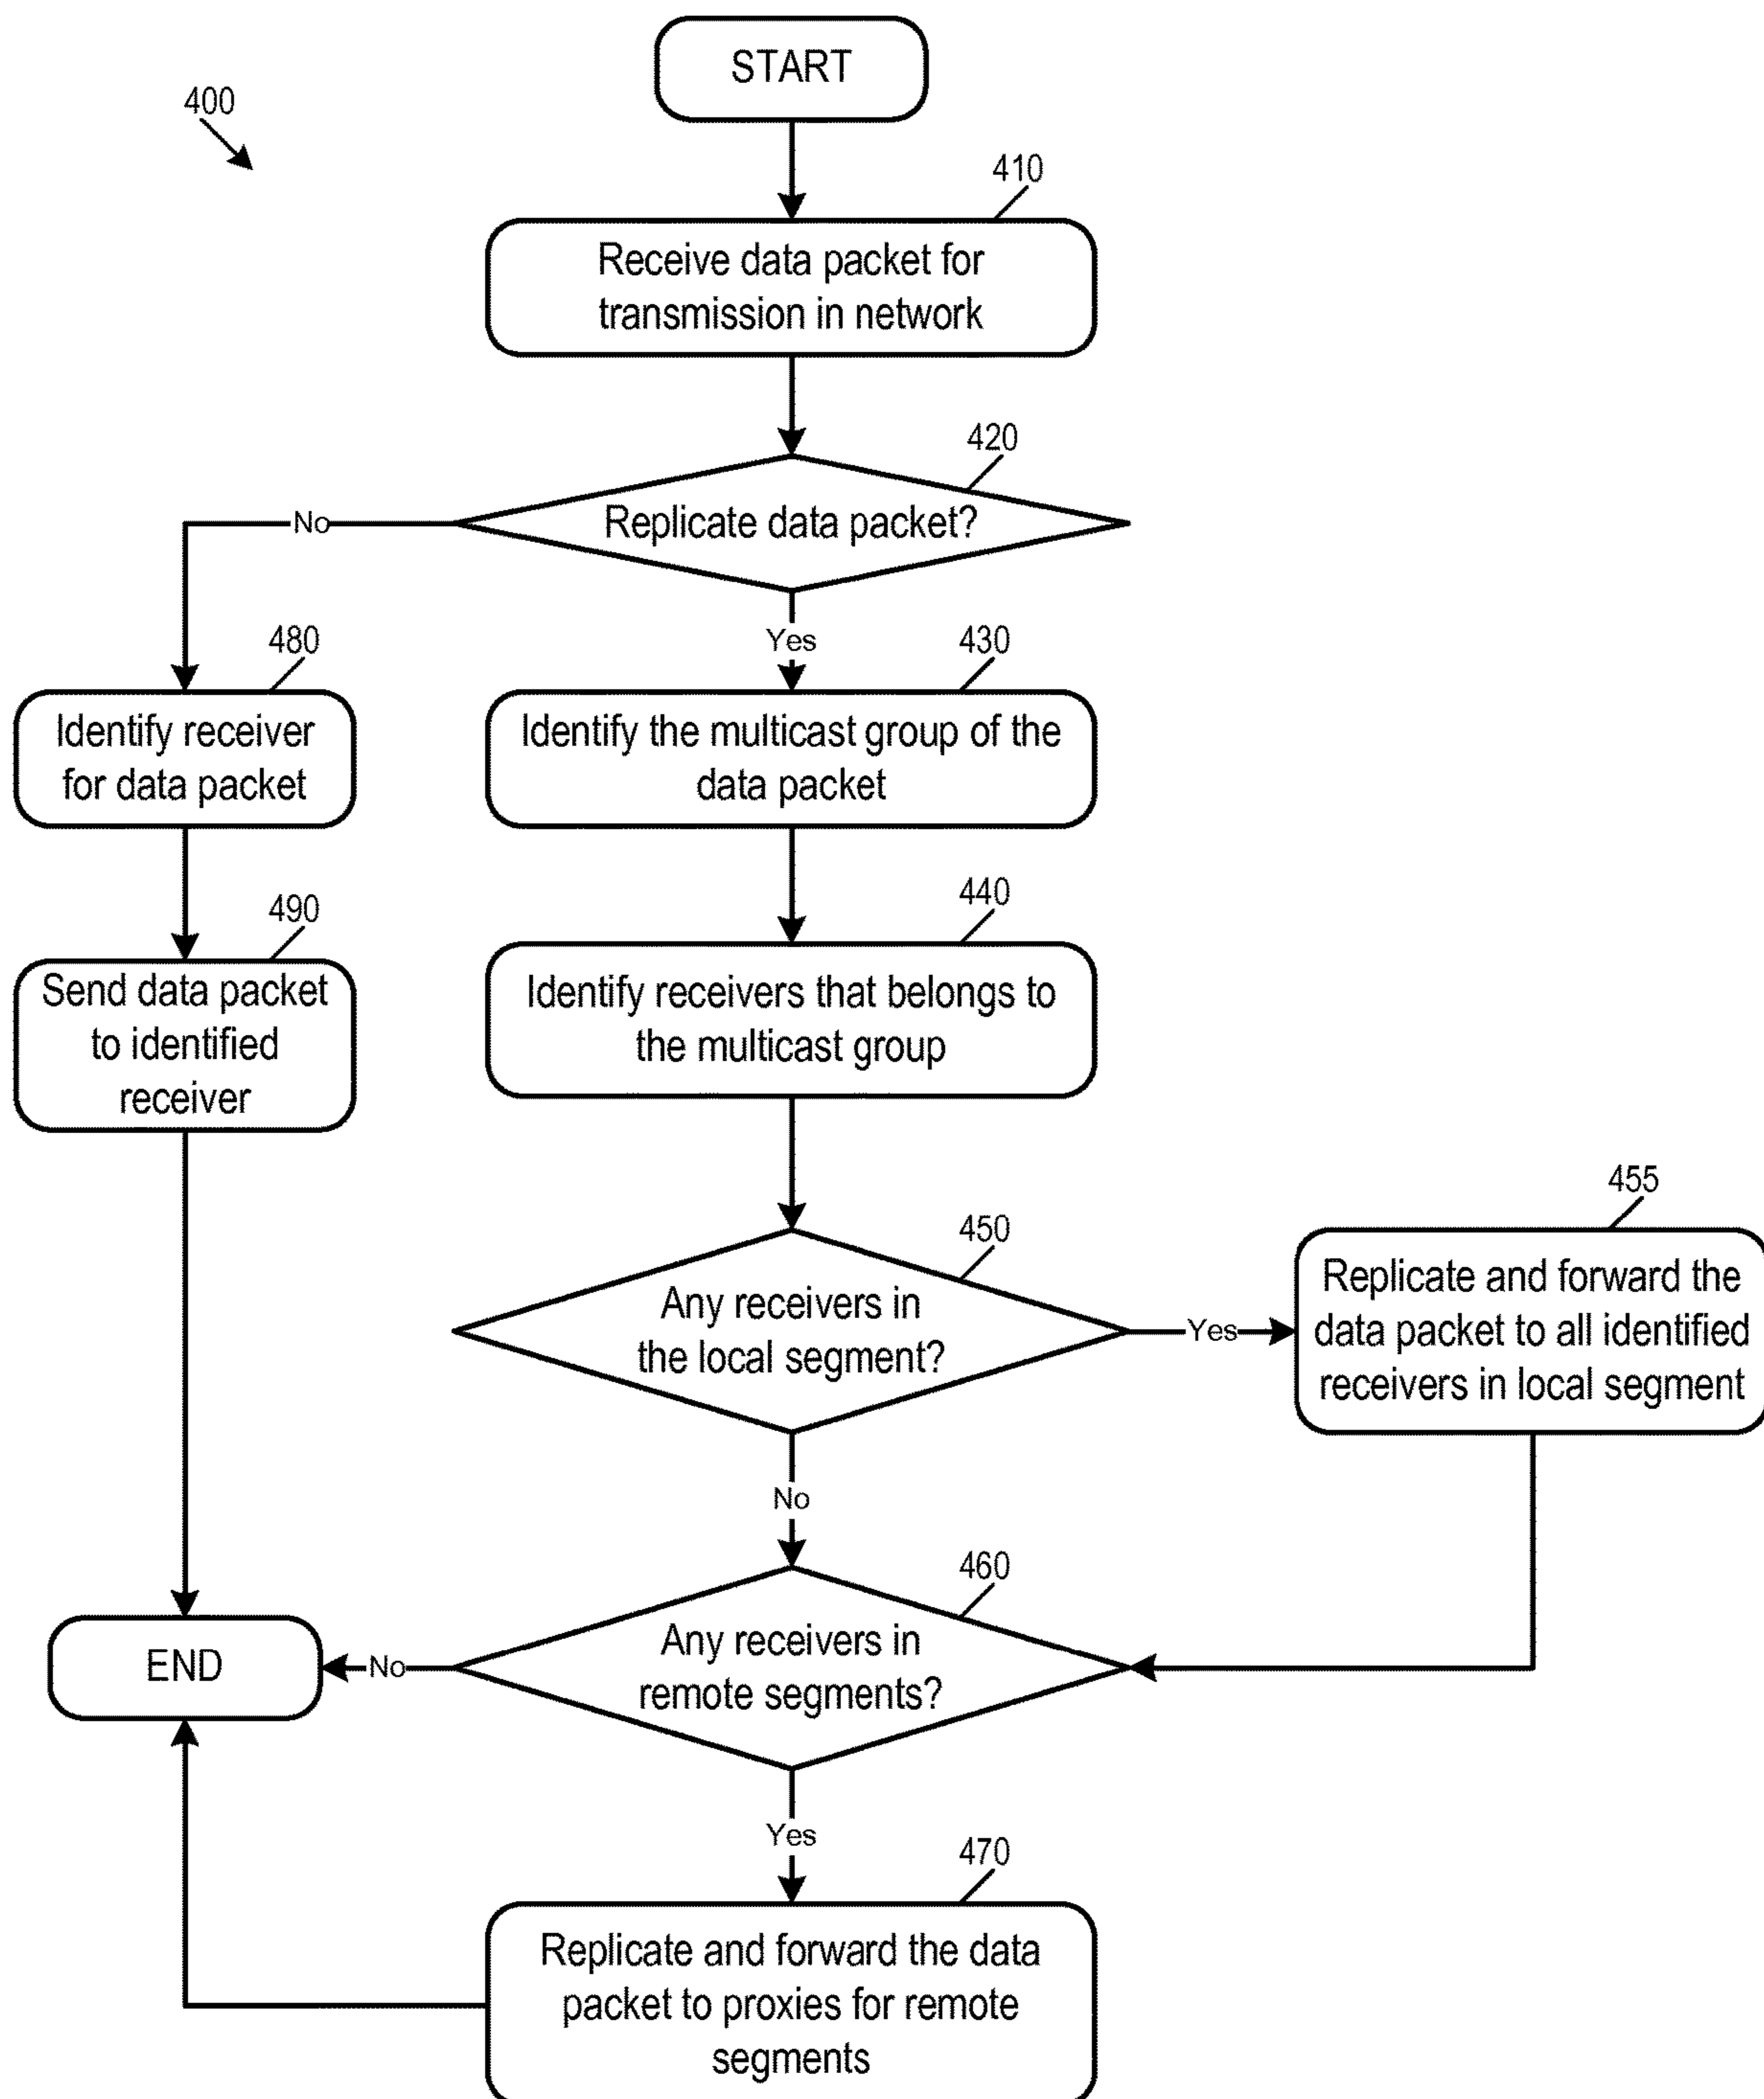 START
400
410
Receive data packet for
transmission in network
420
Replicate data packet?
No
Yes
480
430
Identify receiver
for data packet
Identify the multicast group of the
data packet
440
490
Identify receivers that belongs to
the multicast group
Send data packet
to identified
receiver
455
450
Any receivers in
the local segment?
Yes
Replicate and forward the
data packet to all identified
receivers in local segment
No
460
Any receivers in
remote segments?
No
END
Yes
470
Replicate and forward the data
packet to proxies for remote
segments